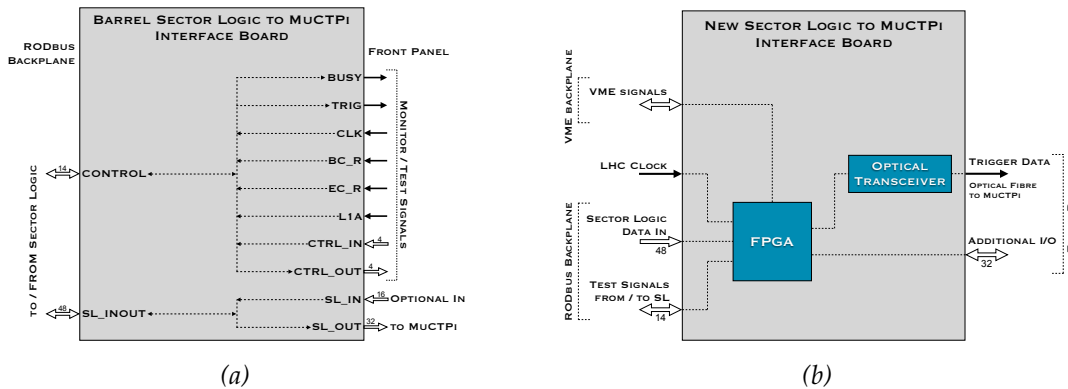 BARREL SECTOR LOGIC TO MUCTPI
INTERFACE BOARD
RODBUS
BACKPLANE
FRONT PANEL
BUSY
TRIG
CLK
BC_R
EC_R
L1A
CTRL_IN
4
CTRL_OUT
4
SL_IN
16
OPTIONAL IN
SL_OUT
32
TO MUCTPI
14
CONTROL
48
SL_INOUT
TO / FROM SECTOR LOGIC
MONITOR / TEST SIGNALS
(a)
NEW SECTOR LOGIC TO MUCTPI
INTERFACE BOARD
VME BACKPLANE
VME SIGNALS
LHC CLOCK
RODBUS BACKPLANE
SECTOR LOGIC
DATA IN
48
TEST SIGNALS
FROM / TO SL
14
FPGA
OPTICAL
TRANSCEIVER
TRIGGER DATA
OPTICAL FIBRE
TO MUCTPI
ADDITIONAL I/O
32
(b)